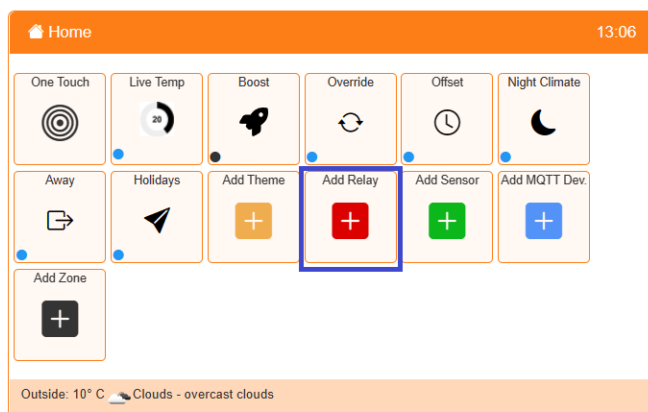 Home
13:06
One Touch
Live Temp
Boost
Override
Offset
Night Climate
20
Away
Holidays
Add Theme
Add Relay
Add Sensor
Add MQTT Dev.
Add Zone
Outside: 10° C Clouds - overcast clouds